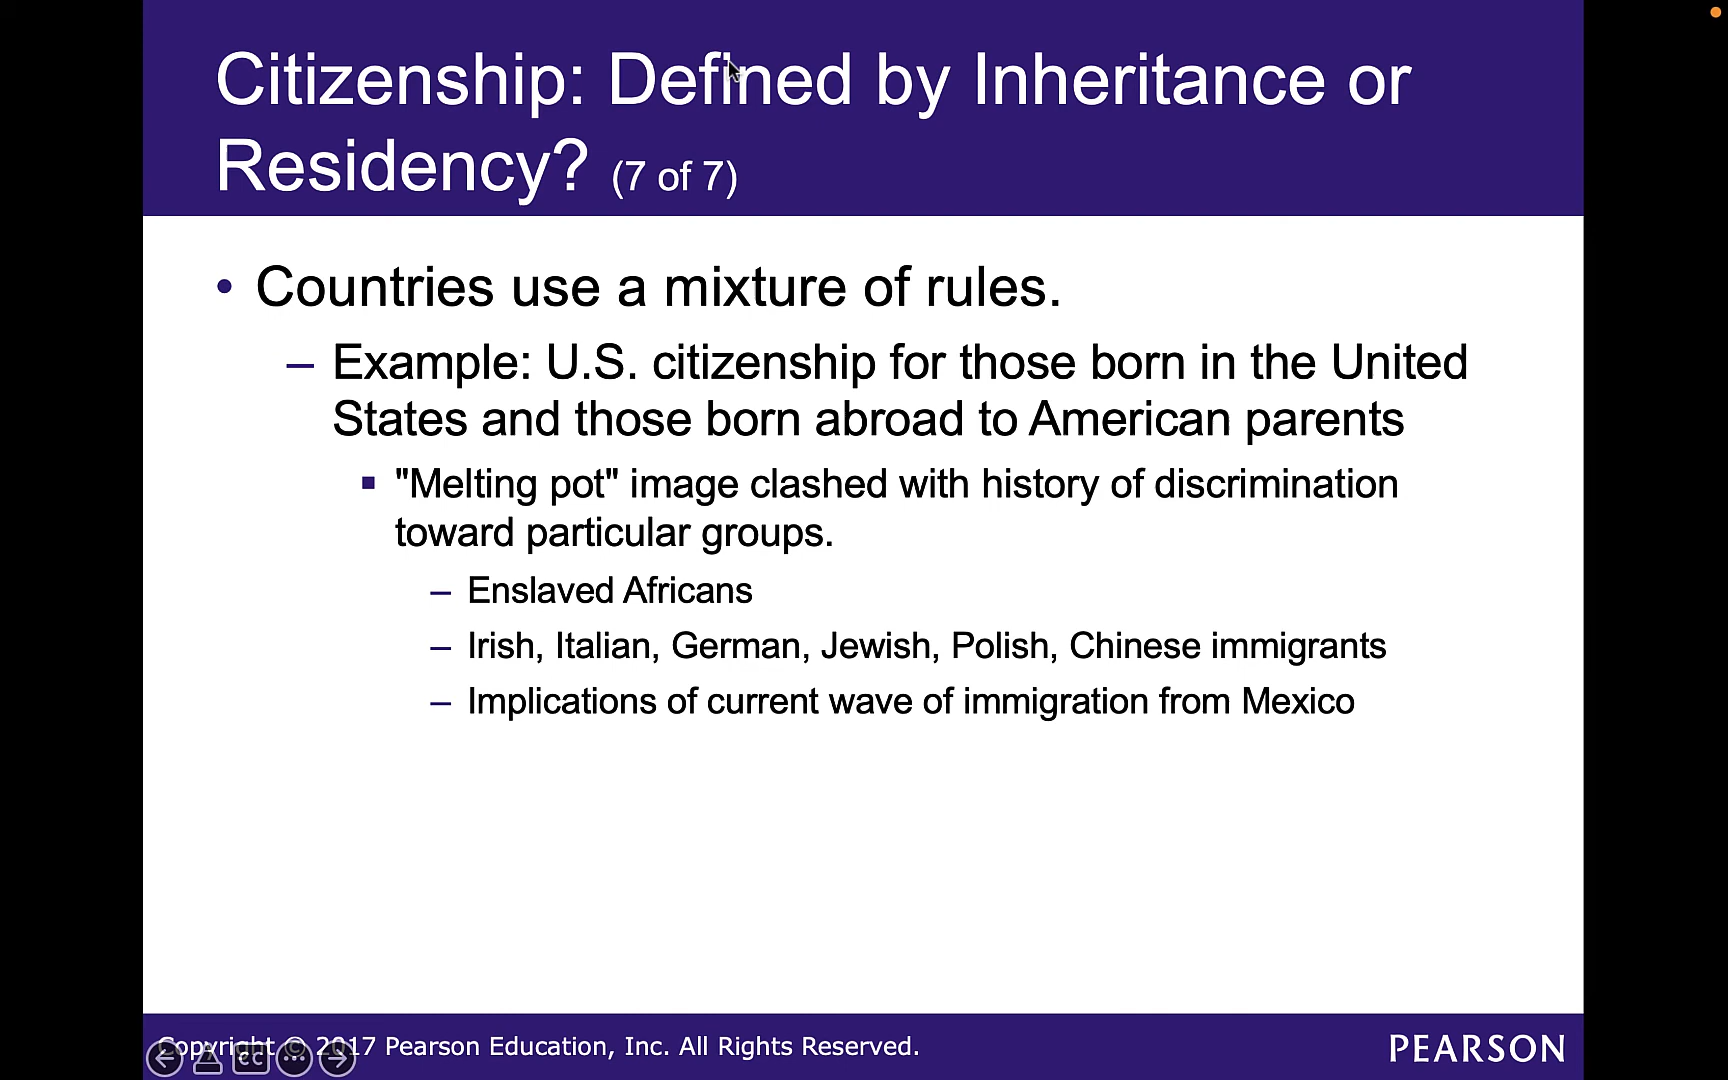 Citizenship: Defined by Inheritance or
Residency? (7 of 7)
• Countries use a mixture of rules.
– Example: U.S. citizenship for those born in the United
States and those born abroad to American parents
▪ "Melting pot" image clashed with history of discrimination
toward particular groups.
– Enslaved Africans
– Irish, Italian, German, Jewish, Polish, Chinese immigrants
– Implications of current wave of immigration from Mexico
Copyright © 2017 Pearson Education, Inc. All Rights Reserved.
CC
PEARSON